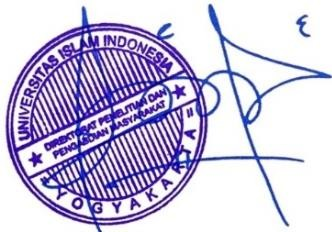 UNIVERSITAS ISLAM INDONESIA
DIREKTORAT PENELITIAN DAN
PENGABDIAN MASYARAKAT
YOGYAKARTA